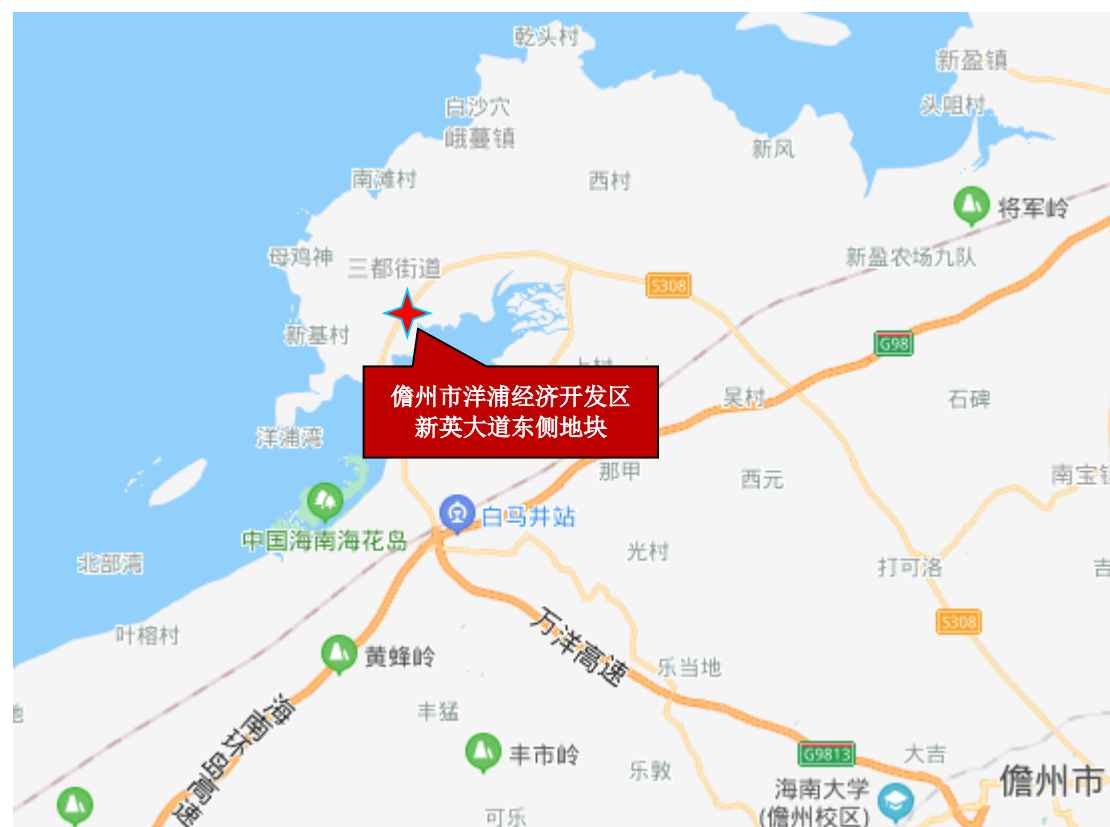 乾头村
新盈镇
白沙穴
头咀村
峨蔓镇
新风
南滩村
西村
将军岭
母鸡神
三都街道
新盈农场九队
S308
新基村
G98
儋州市洋浦经济开发区
新英大道东侧地块
吴村
石碑
洋浦湾
那甲
西元
南宝镇
白马井站
中国海南海花岛
光村
北部湾
打可洛
吉
叶榕村
S308
万洋高速
黄蜂岭
乐当地
海南环岛高速
丰猛
丰市岭
G9813
大吉
乐敦
海南大学
(儋州校区)
儋州市
可乐